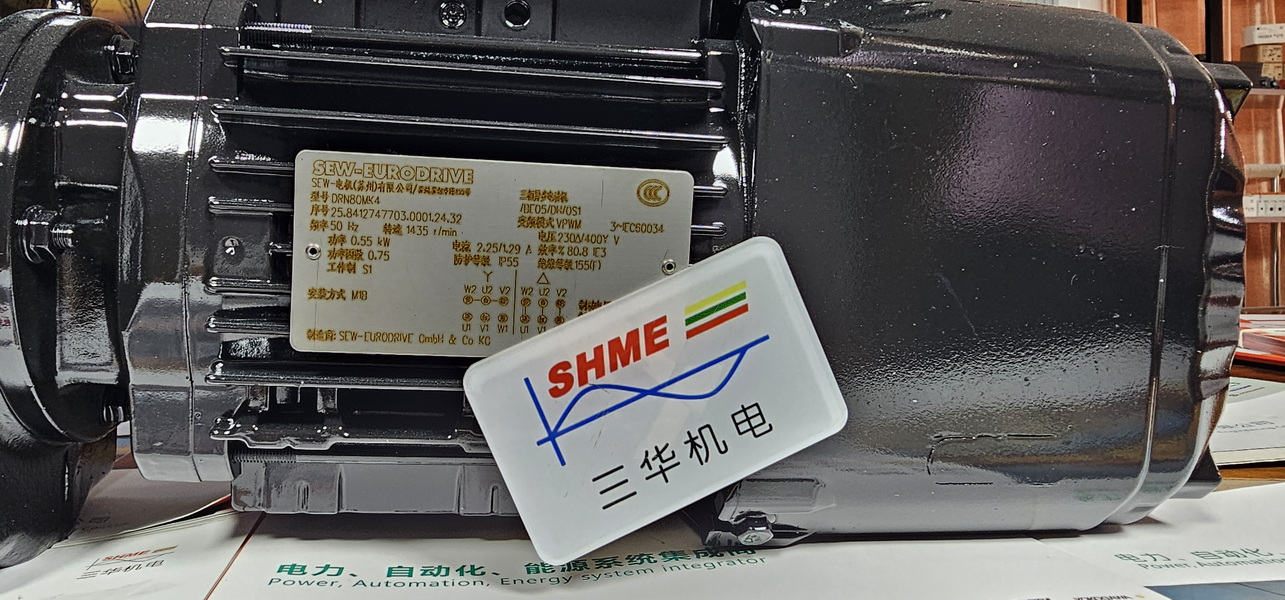 SEW-EURODRIVE
SEW-电机(苏州)有限公司
型号 DRN80MK4
三相异步电动机
/BE05/DH/OS1
序号 25.8412747703.0001.24.32
变频模式 VPWM
3~IEC60034
频率 50 Hz 转速 1435 r/min
电压 230Δ/400Y V
功率 0.55 kW
电流 2.25/1.29 A 效率% 80.8 IE3
功率因数 0.75
防护等级 IP55 绝缘等级 155(F)
工作制 S1
W2 U2 V2 W2 U2 V2
安装方式 M1B
U1 V1 W1 U1 V1
制造商: SEW-EURODRIVE GmbH & Co KG
SHME
三华机电
SHME
三华机电
电力、自动化、能源系统集成商
Power, Automation, Energy system integrator
电力、自动化
Power, Automation